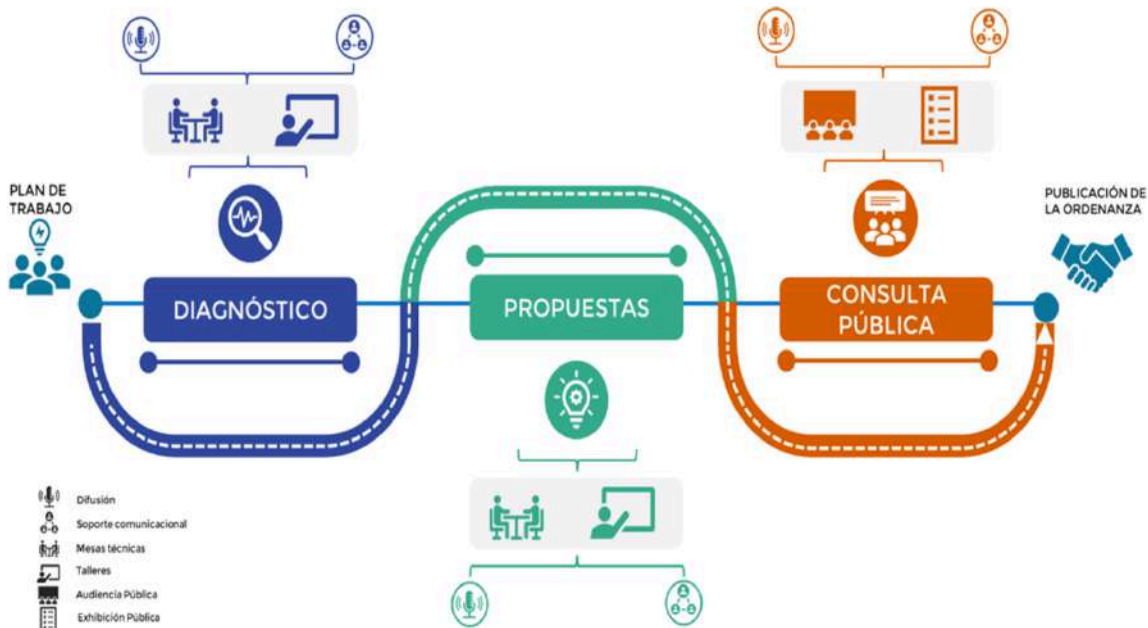 PLAN DE
TRABAJO
DIAGNÓSTICO
PROPUESTAS
CONSULTA
PÚBLICA
PUBLICACIÓN DE
LA ORDENANZA
Difusión
Soporte comunicacional
Mesas técnicas
Talleres
Audiencia Pública
Exhibición Pública